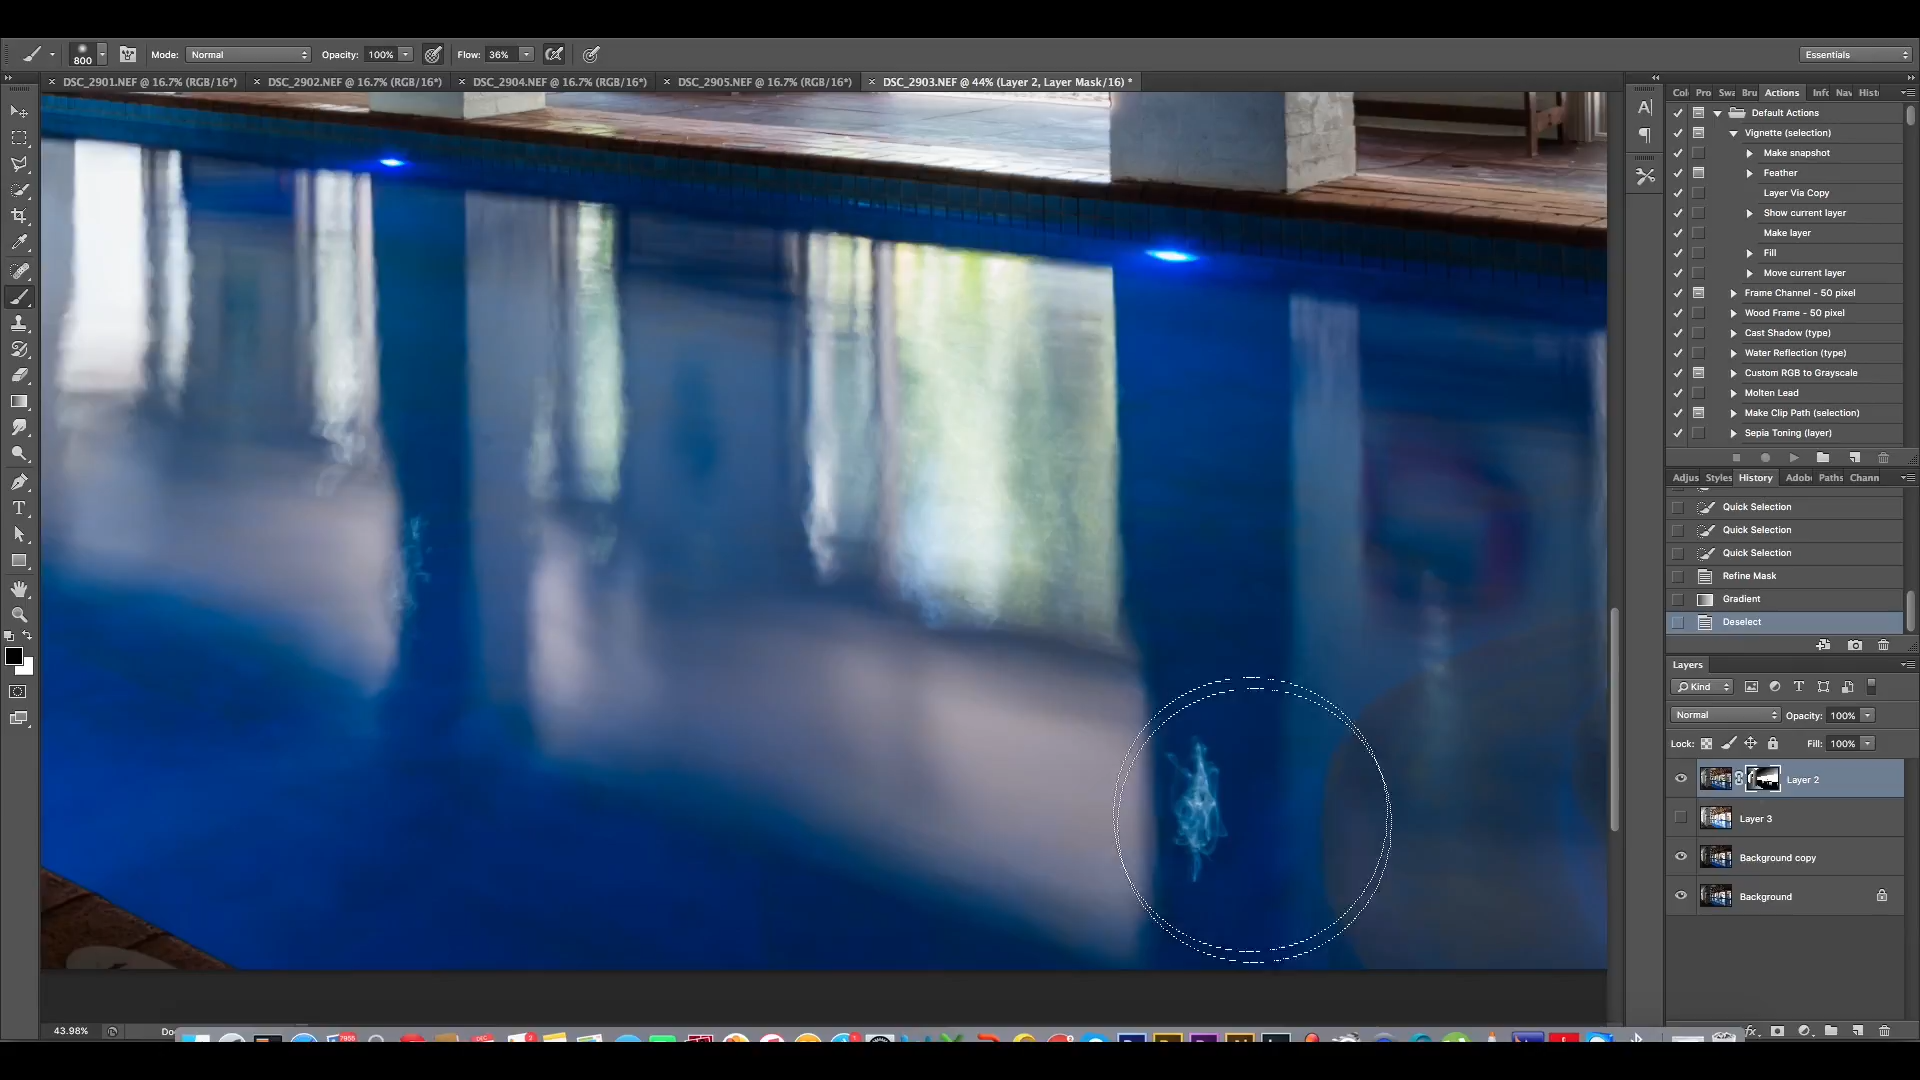 800
Mode: Normal Opacity: 100% Flow: 36% Essentials
DSC_2901.NEF @ 16.7% (RGB/16*) DSC_2902.NEF @ 16.7% (RGB/16*) DSC_2904.NEF @ 16.7% (RGB/16*) DSC_2905.NEF @ 16.7% (RGB/16*) DSC_2903.NEF @ 44% (Layer 2, Layer Mask/16) *
Col Pro Swa Bru Actions Info Nav Hist
Default Actions
Vignette (selection)
Make snapshot
Feather
Layer Via Copy
Show current layer
Make layer
Fill
Move current layer
Frame Channel - 50 pixel
Wood Frame - 50 pixel
Cast Shadow (type)
Water Reflection (type)
Custom RGB to Grayscale
Molten Lead
Make Clip Path (selection)
Sepia Toning (layer)
Adjus Styles History Adobe Paths Chann
Quick Selection
Quick Selection
Quick Selection
Refine Mask
Gradient
Deselect
Layers
Kind
Normal Opacity: 100%
Lock: Fill: 100%
Layer 2
Layer 3
Background copy
Background
43.98% Doc